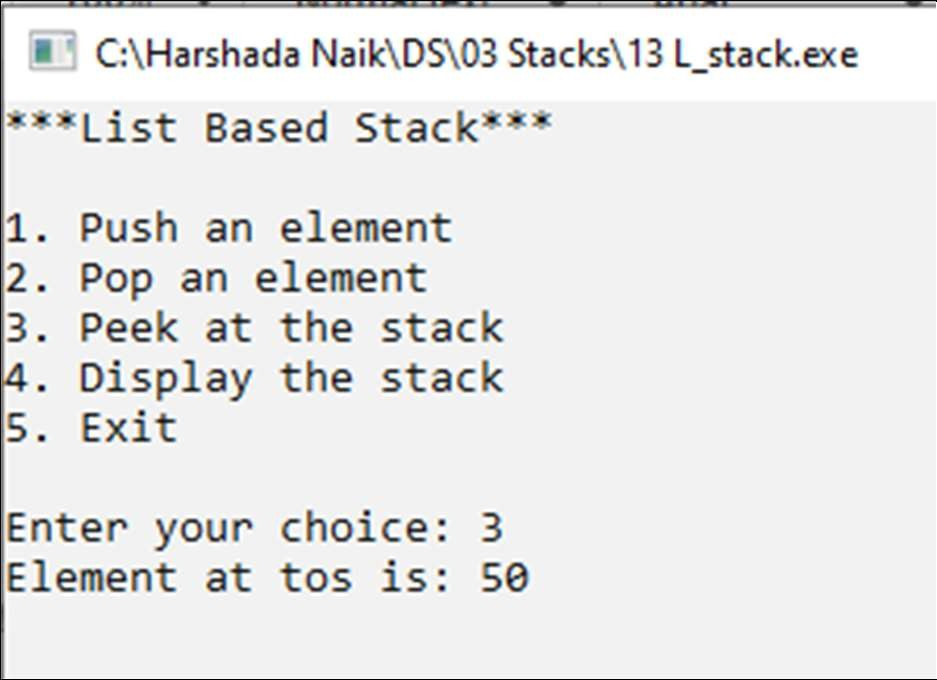 C:\Harshada Naik\DS\03 Stacks\13 L_stack.exe
***List Based Stack***
1. Push an element
2. Pop an element
3. Peek at the stack
4. Display the stack
5. Exit
Enter your choice: 3
Element at tos is: 50